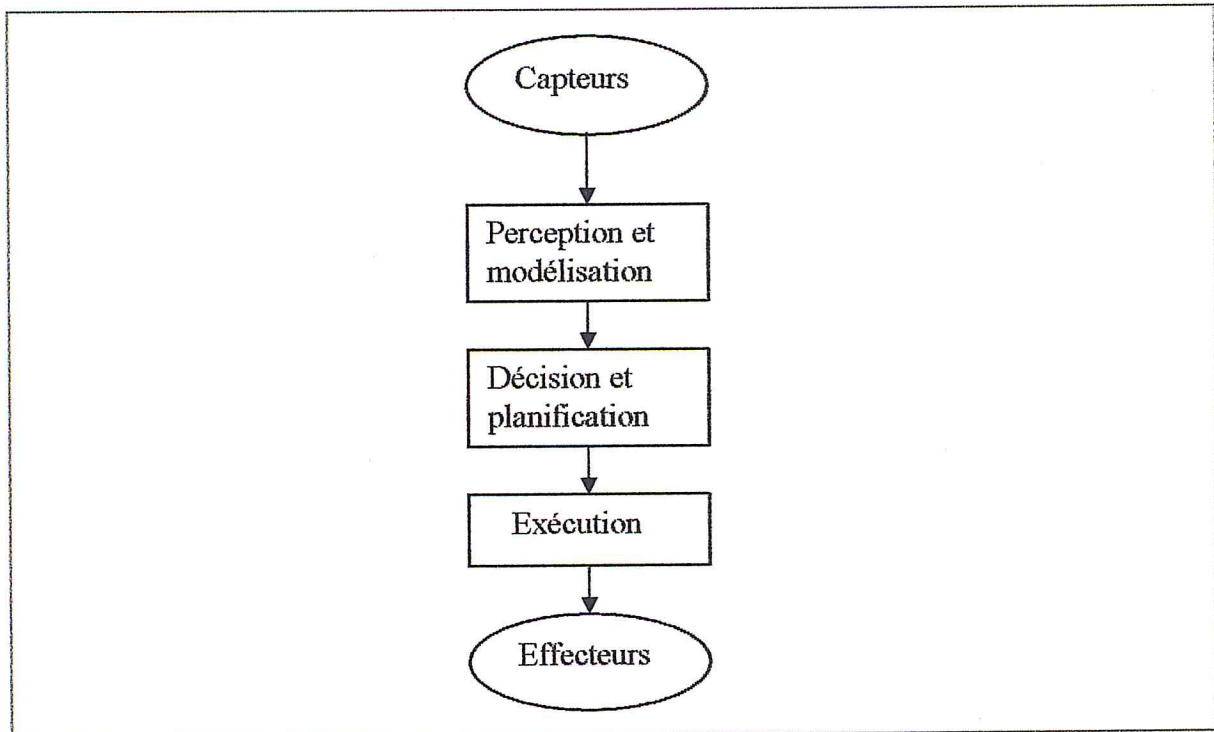 Capteurs
Perception et
modélisation
Décision et
planification
Exécution
Effecteurs